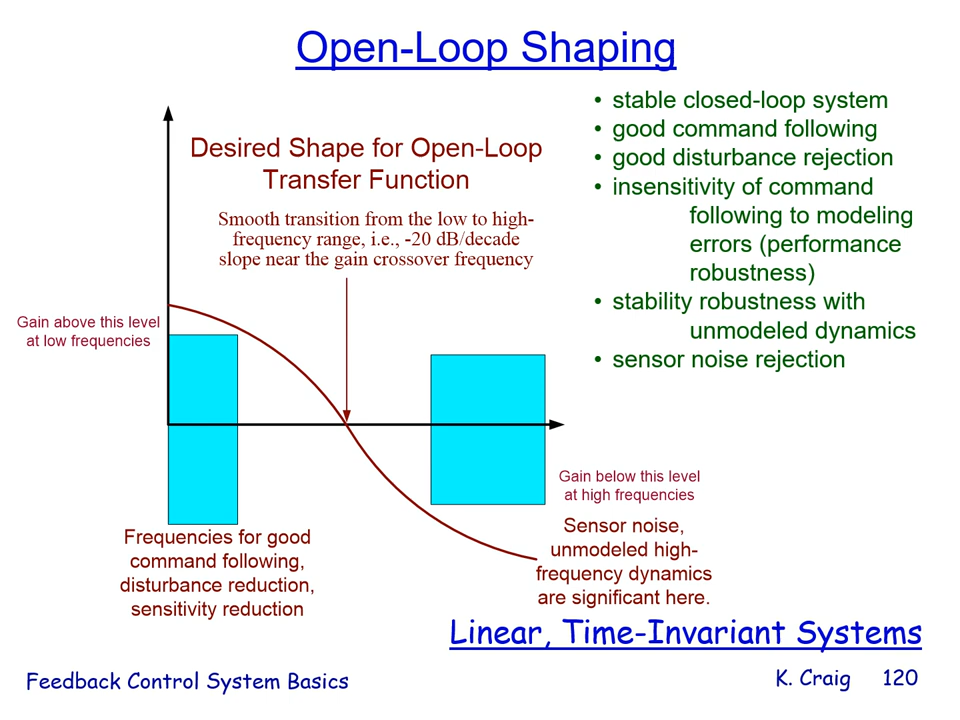 Open-Loop Shaping
Desired Shape for Open-Loop
Transfer Function
Smooth transition from the low to high-
frequency range, i.e., -20 dB/decade
slope near the gain crossover frequency
Gain above this level
at low frequencies
Frequencies for good
command following,
disturbance reduction,
sensitivity reduction
Gain below this level
at high frequencies
Sensor noise,
unmodeled high-
frequency dynamics
are significant here.
• stable closed-loop system
• good command following
• good disturbance rejection
• insensitivity of command
following to modeling
errors (performance
robustness)
• stability robustness with
unmodeled dynamics
• sensor noise rejection
Linear, Time-Invariant Systems
Feedback Control System Basics
K. Craig 120